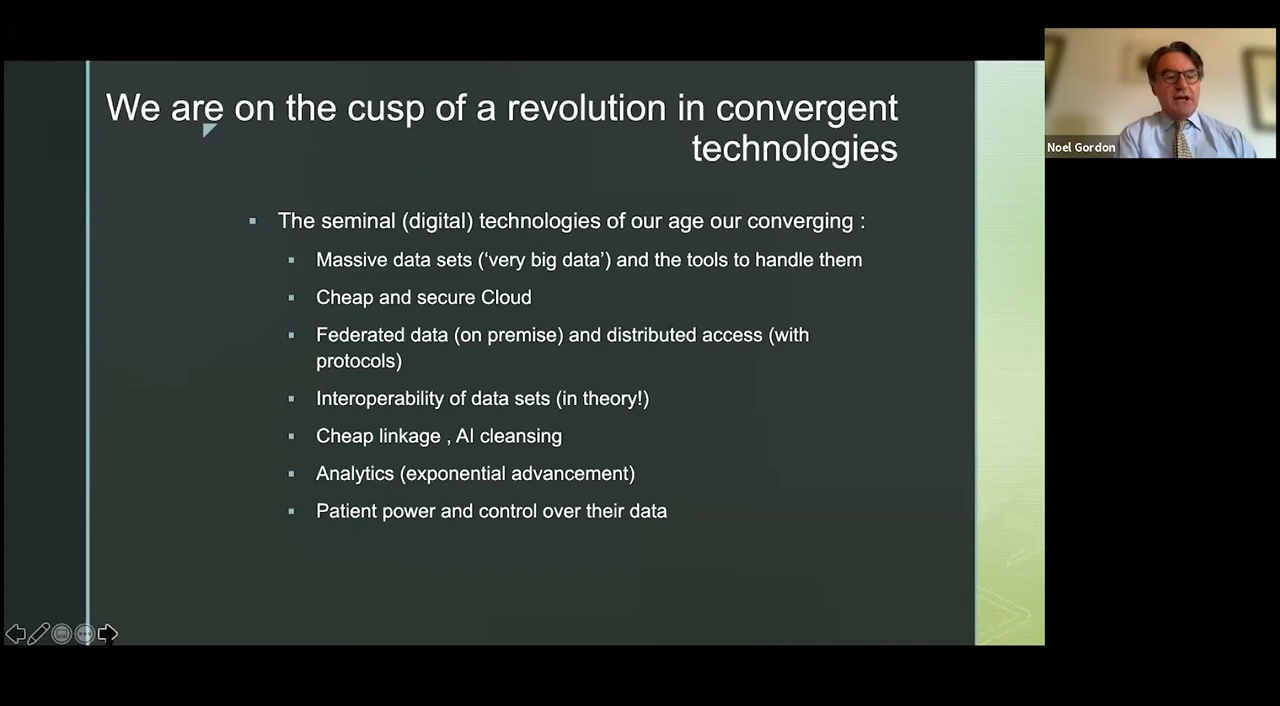 We are on the cusp of a revolution in convergent
technologies
Noel Gordon
▪ The seminal (digital) technologies of our age our converging :
▪ Massive data sets (‘very big data’) and the tools to handle them
▪ Cheap and secure Cloud
▪ Federated data (on premise) and distributed access (with
protocols)
▪ Interoperability of data sets (in theory!)
▪ Cheap linkage , AI cleansing
▪ Analytics (exponential advancement)
▪ Patient power and control over their data